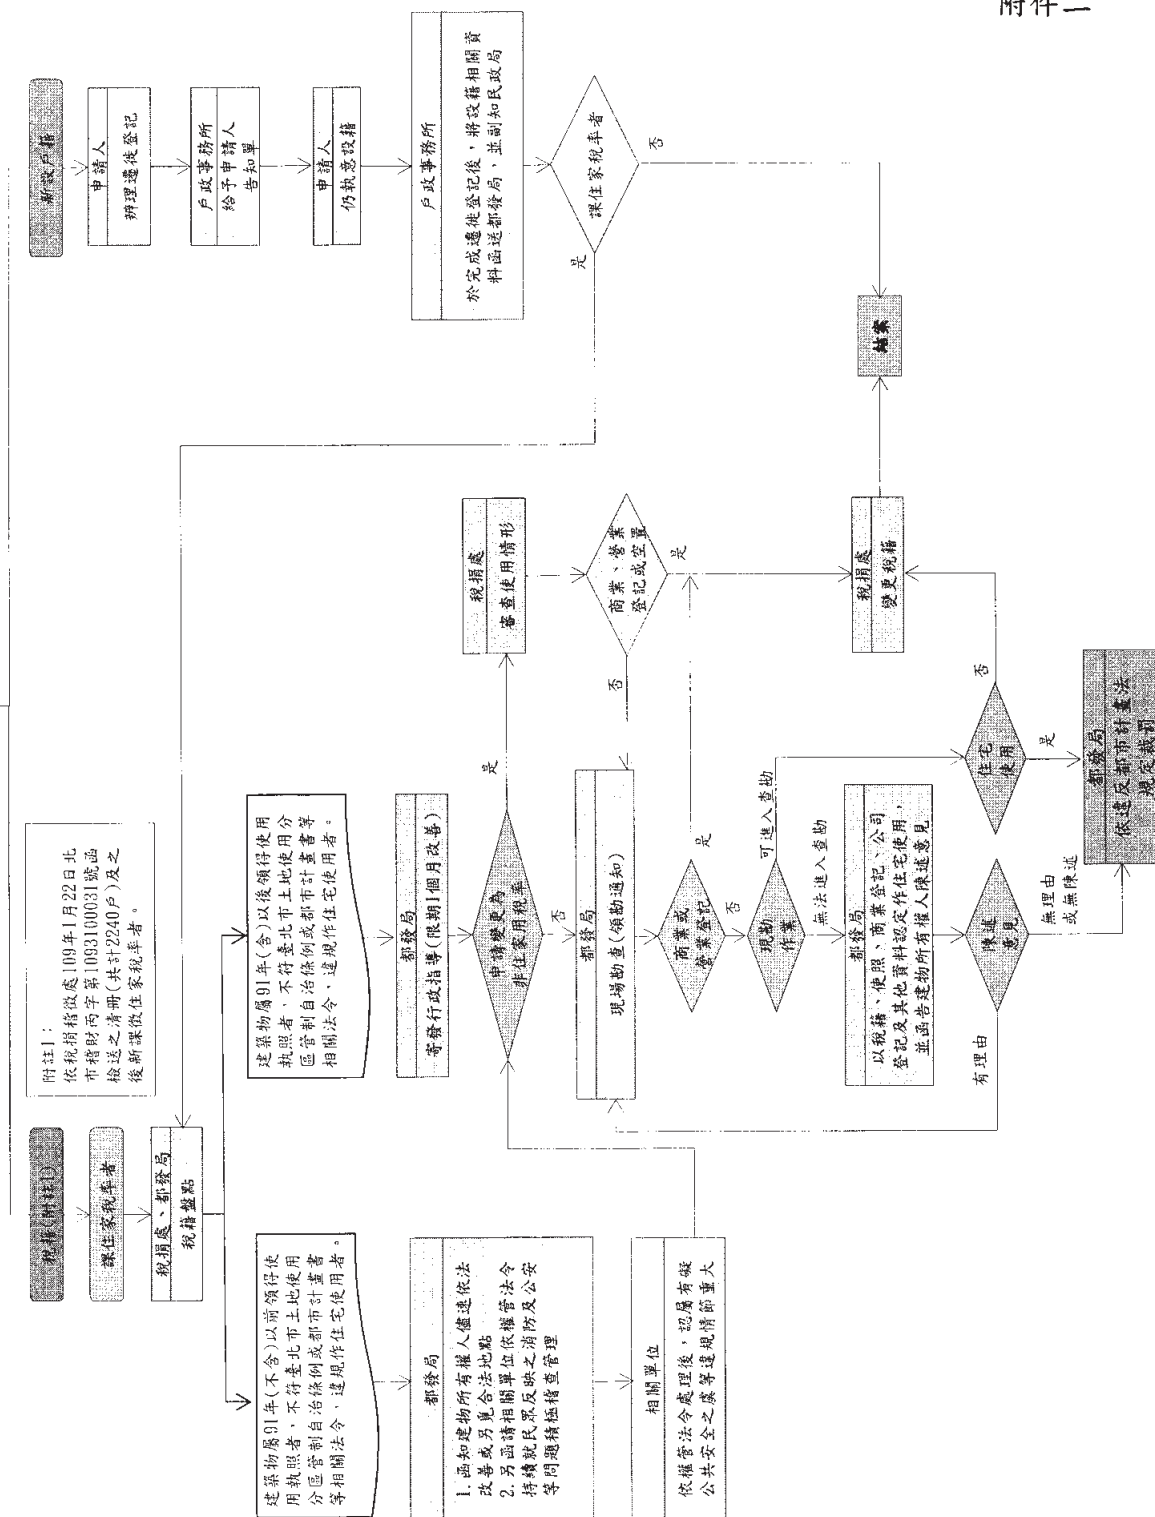 附件二
稅籍(附註1)
課住家稅率者
稅捐處、都發局
稅籍盤點
附註1：
依稅捐稽徵處109年1月22日北
市稽財丙字第1093100031號函
檢送之清冊(共計2240戶)及之
後新課徵住家稅率者。
新設戶籍
申請人
辦理遷徙登記
戶政事務所
給予申請人
告知單
申請人
仍執意設籍
戶政事務所
於完成遷徙登記後，將設籍相關資
料函送都發局，並副知民政局
課住家稅率者
是
否
建築物屬91年(不含)以前領得使
用執照者，不符臺北市土地使用
分區管制自治條例或都市計畫書
等相關法令，違規作住宅使用者。
都發局
1.函知建物所有權人儘速依法
改善或另覓合法地點
2.另函請相關單位依權管法令
持續就民眾反映之消防及公安
等問題積極稽查管理
相關單位
依權管法令處理後，認屬有礙
公共安全之虞等違規情節重大
建築物屬91年(含)以後領得使用
執照者，不符臺北市土地使用分
區管制自治條例或都市計畫書等
相關法令，違規作住宅使用者。
都發局
寄發行政指導(限期1個月改善)
申請變更為
非住家用稅率
是
否
稅捐處
審查使用情形
商業、營業
登記或空置
是
否
都發局
現場勘查(領勘通知)
商業或
營業登記
是
否
現勘
作業
可進入查勘
無法進入查勘
都發局
以稅籍、使照、商業登記、公司
登記及其他資料認定作住宅使用，
並函告建物所有權人陳述意見
陳述
意見
有理由
無理由
或無陳述
住宅
使用
否
是
稅捐處
變更稅籍
結案
都發局
依違反都市計畫法
規定裁罰